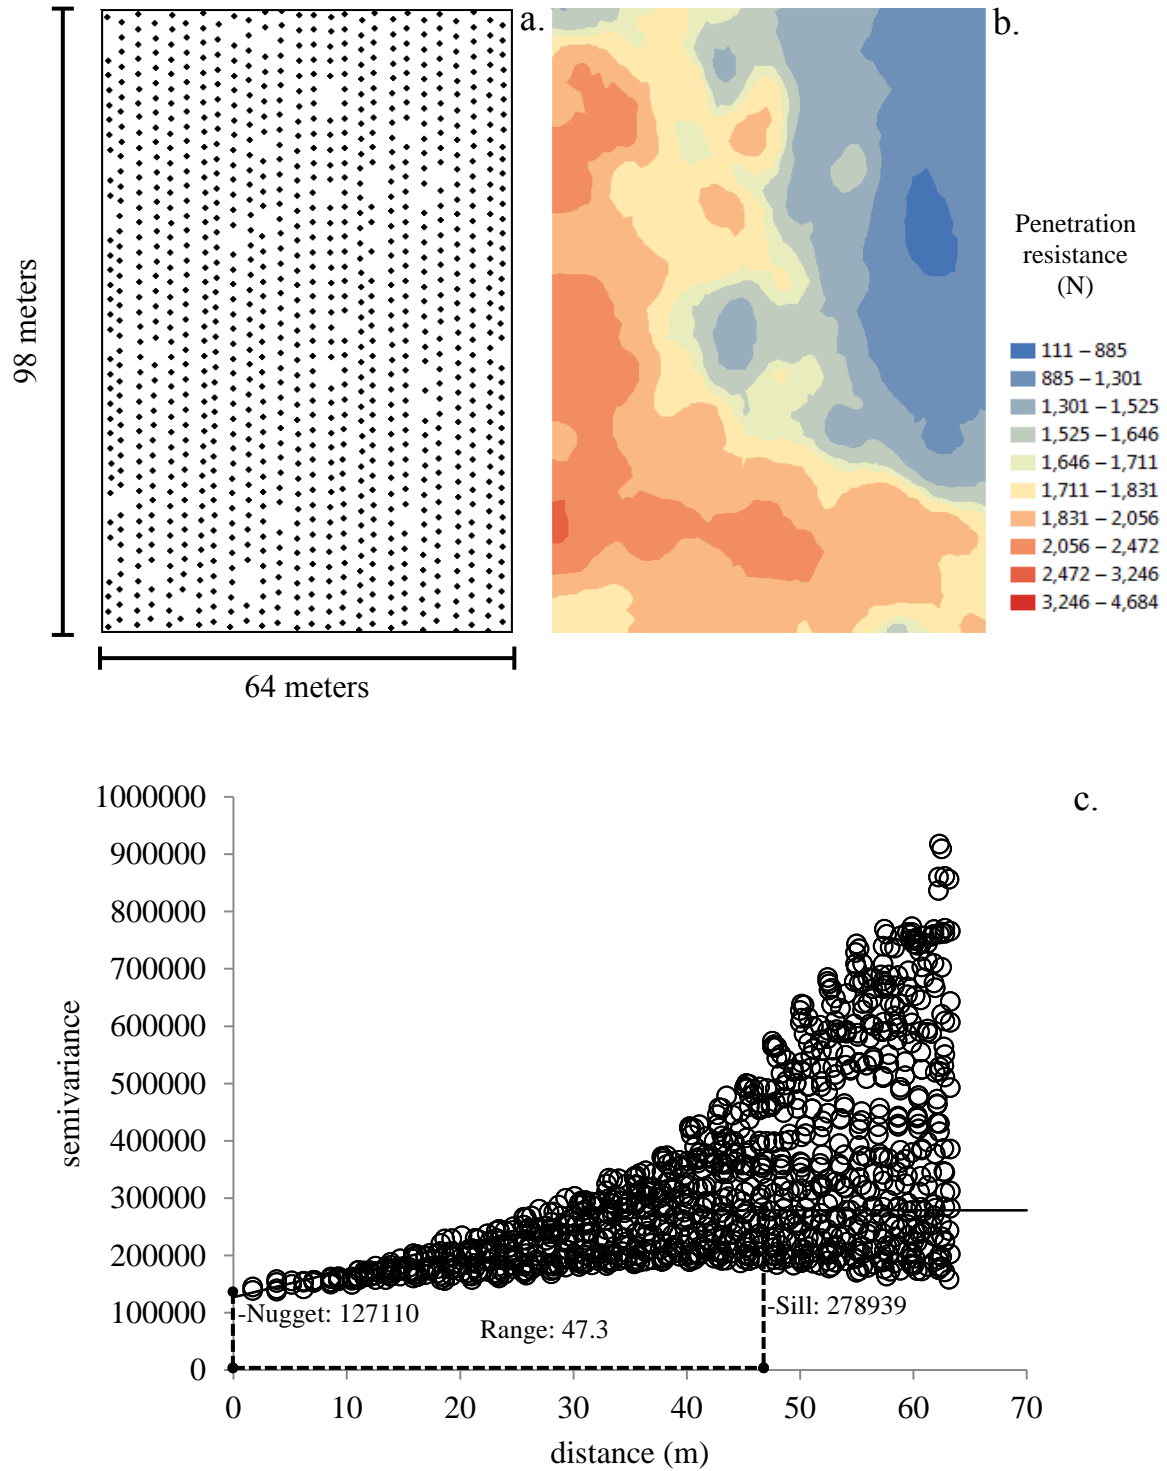 a.
b.
98 meters
64 meters
Penetration
resistance
(N)
111 – 885
885 – 1,301
1,301 – 1,525
1,525 – 1,646
1,646 – 1,711
1,711 – 1,831
1,831 – 2,056
2,056 – 2,472
2,472 – 3,246
3,246 – 4,684
c.
semivariance
1000000
900000
800000
700000
600000
500000
400000
300000
200000
100000
0
-Nugget: 127110
Range: 47.3
-Sill: 278939
0 10 20 30 40 50 60 70
distance (m)